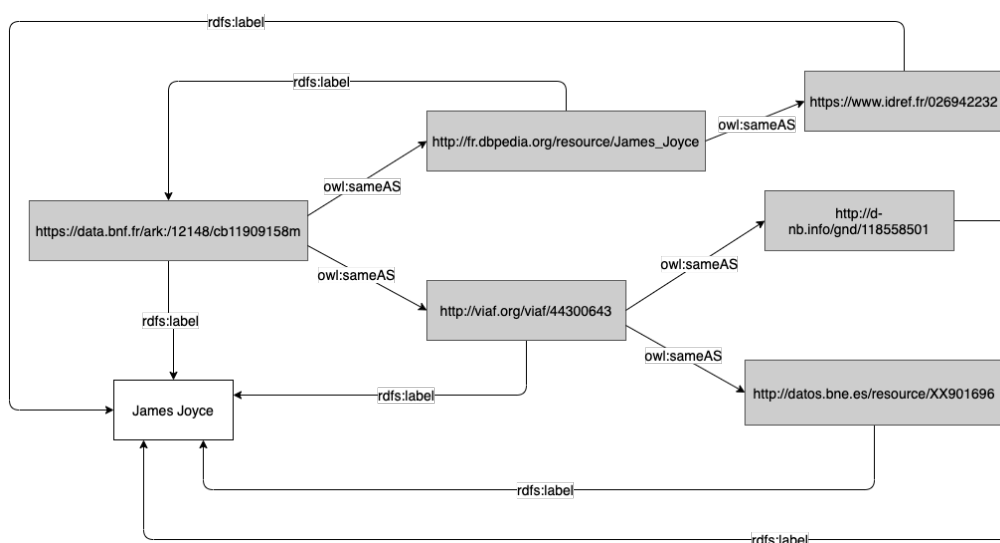 rdfs:label
rdfs:label
https://www.idref.fr/026942232
owl:sameAS
http://fr.dbpedia.org/resource/James_Joyce
owl:sameAS
http://d-
nb.info/gnd/118558501
https://data.bnf.fr/ark:/12148/cb11909158m
owl:sameAS
owl:sameAS
http://viaf.org/viaf/44300643
rdfs:label
owl:sameAS
http://datos.bne.es/resource/XX901696
rdfs:label
James Joyce
rdfs:label
rdfs:label